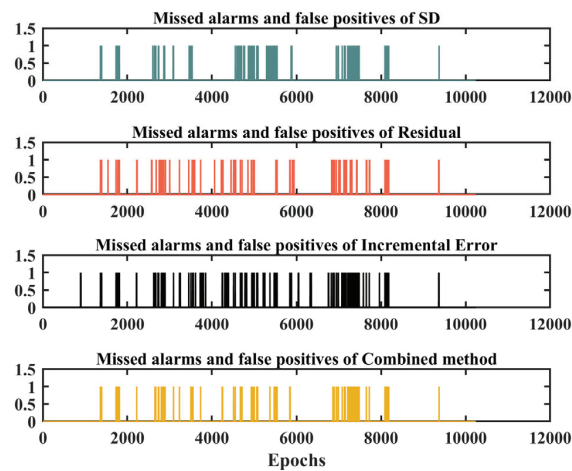 Missed alarms and false positives of SD
1.5
1
0.5
0
0 2000 4000 6000 8000 10000 12000
Missed alarms and false positives of Residual
1.5
1
0.5
0
0 2000 4000 6000 8000 10000 12000
Missed alarms and false positives of Incremental Error
1.5
1
0.5
0
0 2000 4000 6000 8000 10000 12000
Missed alarms and false positives of Combined method
1.5
1
0.5
0
0 2000 4000 6000 8000 10000 12000
Epochs